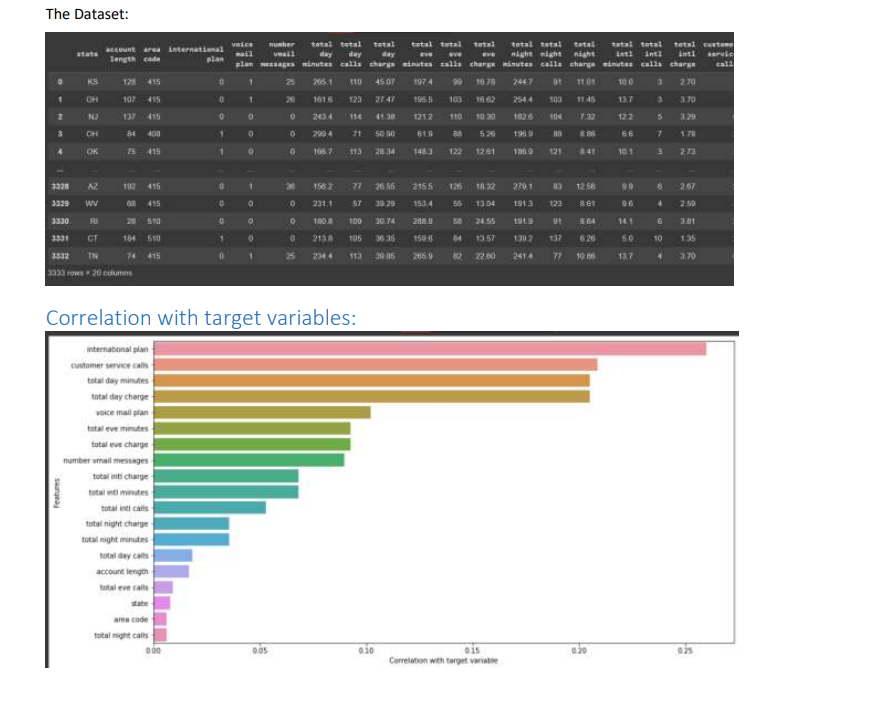 The Dataset:
state account length area code international plan voice mail plan number vmail messages total day minutes total day calls total day charge total eve minutes total eve calls total eve charge total night minutes total night calls total night charge total intl minutes total intl calls total intl charge
0 KS 128 415 0 1 25 265.1 110 45.07 197.4 99 16.78 244.7 91 11.01 10.0 3 2.70
1 OH 107 415 0 1 26 161.6 123 27.47 195.5 103 16.62 254.4 103 11.45 13.7 3 3.70
2 NJ 137 415 0 0 0 243.4 114 41.38 121.2 110 10.30 162.6 104 7.32 12.2 5 3.29
3 OH 84 408 1 0 0 299.4 71 50.90 61.9 88 5.26 196.9 89 8.86 6.6 7 1.78
4 OK 75 415 1 0 0 166.7 113 28.34 148.3 122 12.61 186.9 121 8.41 10.1 3 2.73
3328 AZ 192 415 0 1 36 156.2 77 26.55 215.5 126 18.32 279.1 83 12.56 9.9 6 2.67
3329 WV 68 415 0 0 0 231.1 57 39.29 153.4 55 13.04 191.3 123 8.61 9.6 4 2.59
3330 RI 28 510 0 0 0 180.8 109 30.74 288.8 58 24.55 191.9 91 8.64 14.1 6 3.81
3331 CT 184 510 1 0 0 213.8 105 36.35 159.6 84 13.57 139.2 137 6.26 5.0 10 1.35
3332 TN 74 415 0 1 25 234.4 113 39.85 265.9 82 22.60 241.4 77 10.86 13.7 4 3.70
3333 rows × 20 columns
Correlation with target variables:
international plan
customer service calls
total day minutes
total day charge
voice mail plan
total eve minutes
total eve charge
number vmail messages
total intl charge
total intl minutes
total intl calls
total night charge
total night minutes
total day calls
account length
total eve calls
state
area code
total night calls
Features
0.00 0.05 0.10 0.15 0.20 0.25
Correlation with target variable